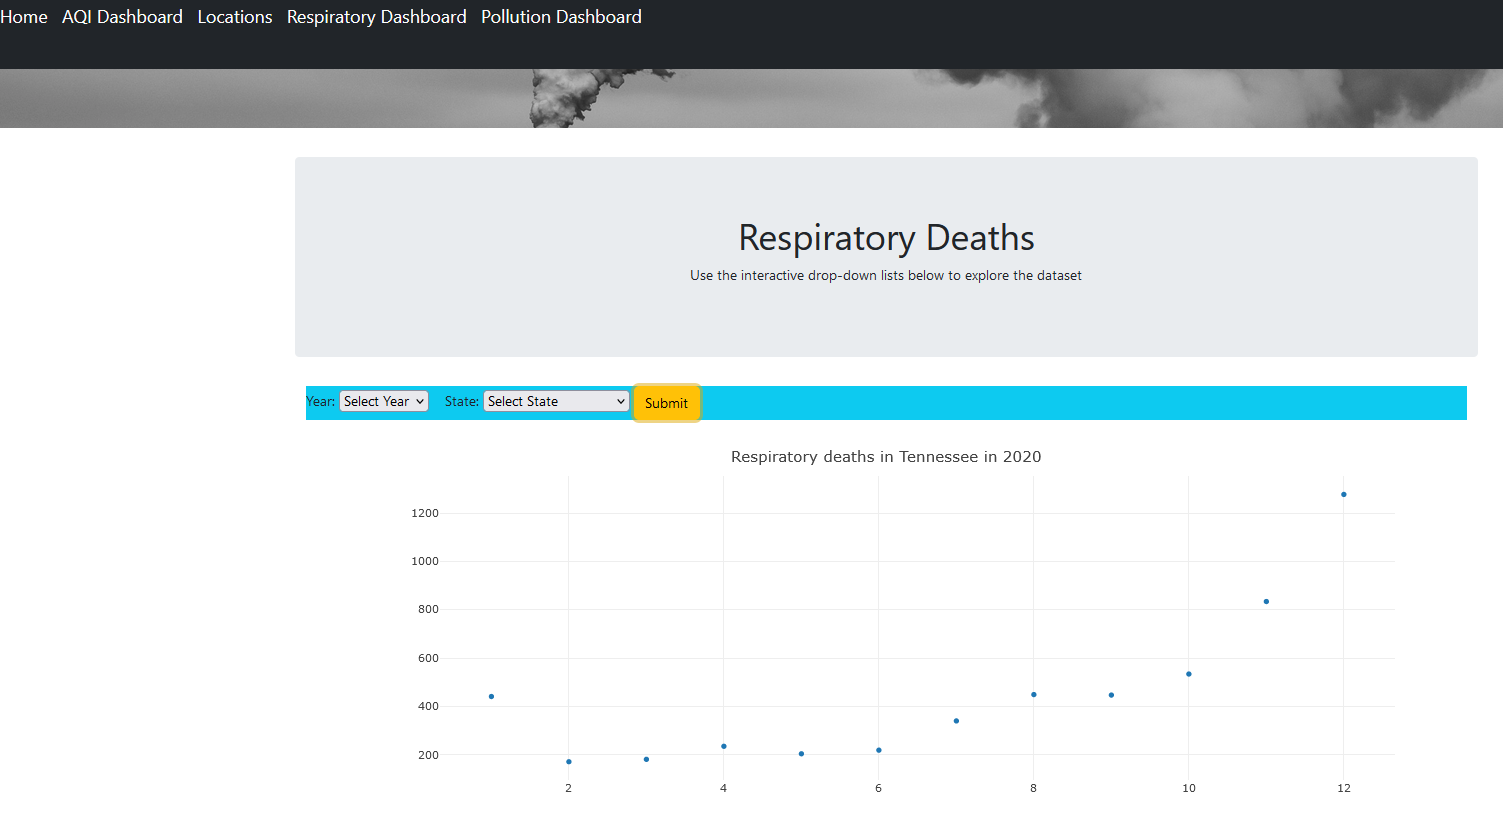 Home AQI Dashboard Locations Respiratory Dashboard Pollution Dashboard
Respiratory Deaths
Use the interactive drop-down lists below to explore the dataset
Year: Select Year State: Select State Submit
Respiratory deaths in Tennessee in 2020
1200
1000
800
600
400
200
2 4 6 8 10 12